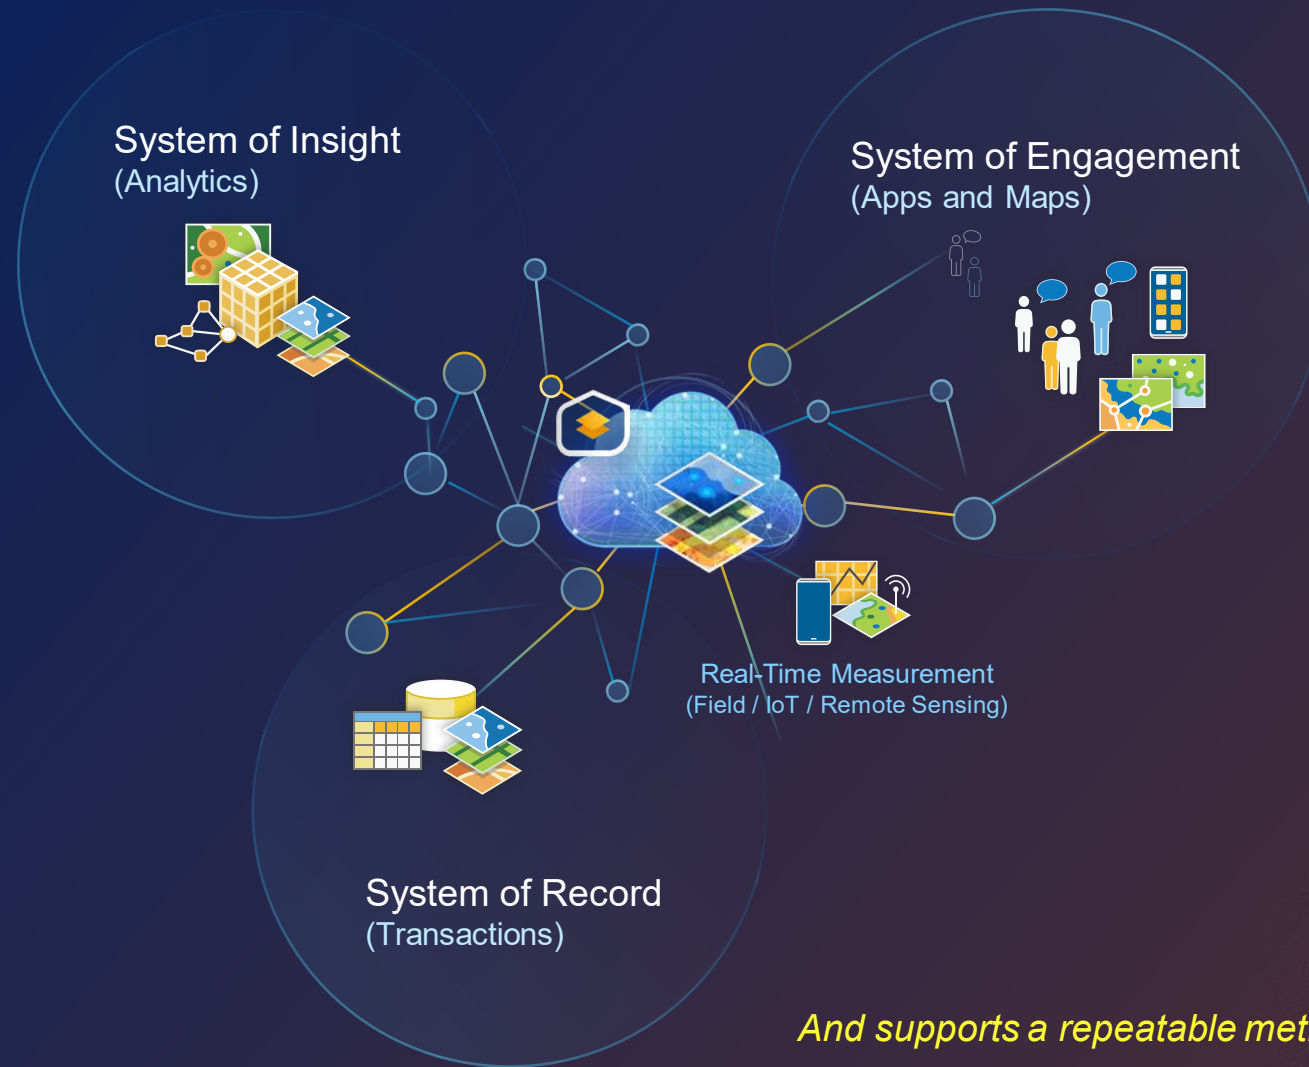 System of Insight
(Analytics)
System of Engagement
(Apps and Maps)
Real-Time Measurement
(Field / IoT / Remote Sensing)
System of Record
(Transactions)
And supports a repeatable